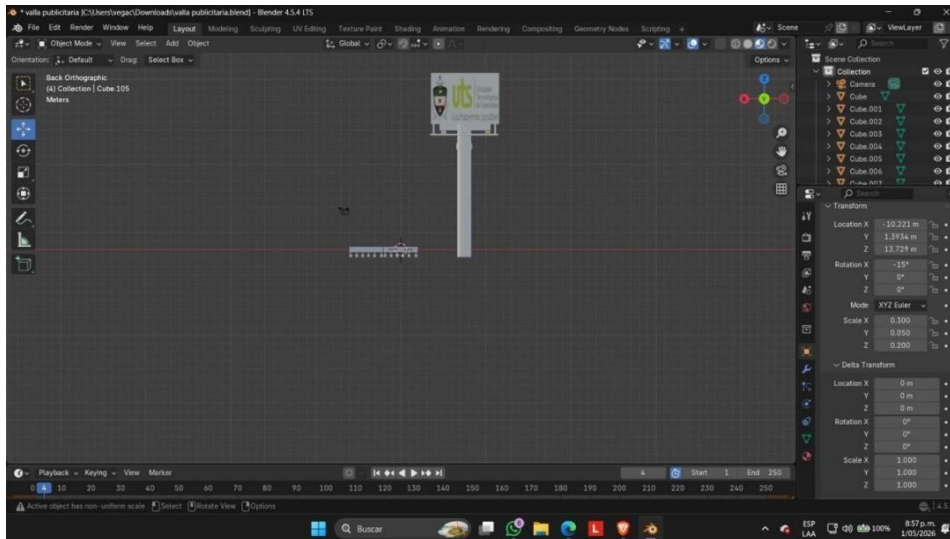 * valla publicitaria [C:\Users\vegac\Downloads\valla publicitaria.blend] - Blender 4.5.4 LTS
File Edit Render Window Help Layout Modeling Sculpting UV Editing Texture Paint Shading Animation Rendering Compositing Geometry Nodes Scripting + Scene ViewLayer
Object Mode View Select Add Object Global Search
Orientation: Default Drag: Select Box Options
Scene Collection
Back Orthographic
(4) Collection | Cube.105
Meters
Collection
Camera
Cube
Cube.001
Cube.002
Cube.003
Cube.004
Cube.005
Cube.006
Cube.007
uts
X
Y
Search
Transform
Location X -10.221 m
Y 1.3934 m
Z 13.729 m
Rotation X -15°
Y 0°
Z 0°
Mode XYZ Euler
Scale X 0.300
Y 0.050
Z 0.200
Delta Transform
Location X 0 m
Y 0 m
Z 0 m
Rotation X 0°
Y 0°
Z 0°
Scale X 1.000
Y 1.000
Z 1.000
Playback Keying View Marker 4 Start 1 End 250
0 4 10 20 30 40 50 60 70 80 90 100 110 120 130 140 150 160 170 180 190 200 210 220 230 240 250
Active object has non-uniform scale Select Rotate View Options
Buscar
L
ESP
LAA
100%
8:57 p.m.
1/05/2026